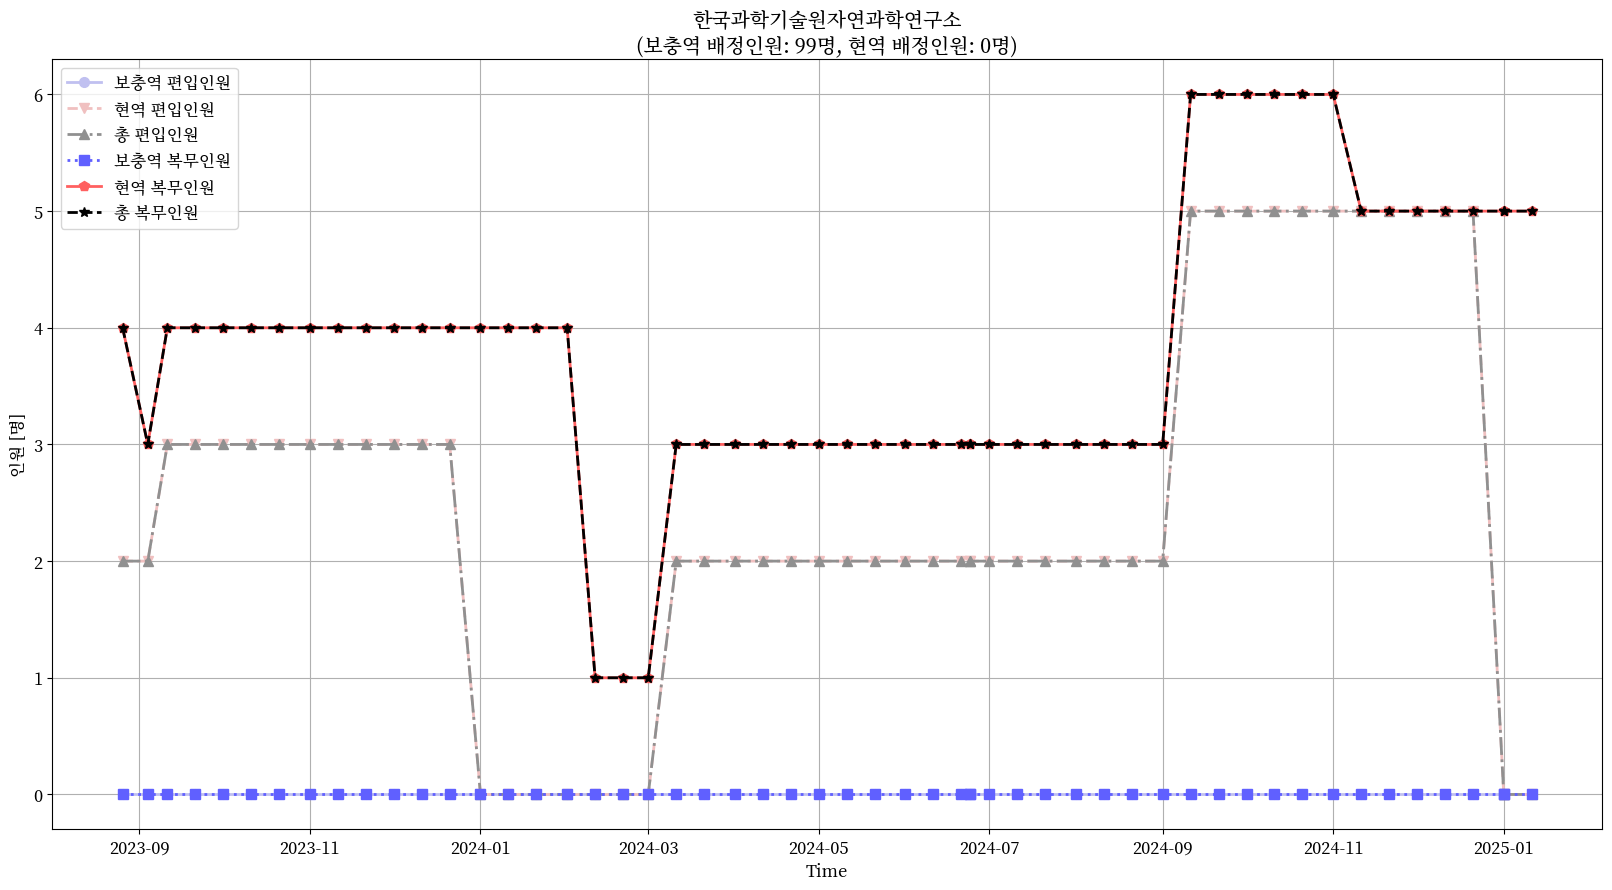 한국과학기술원자연과학연구소
(보충역 배정인원: 99명, 현역 배정인원: 0명)
보충역 편입인원
현역 편입인원
총 편입인원
보충역 복무인원
현역 복무인원
총 복무인원
인원 [명]
6
5
4
3
2
1
0
2023-09 2023-11 2024-01 2024-03 2024-05 2024-07 2024-09 2024-11 2025-01
Time